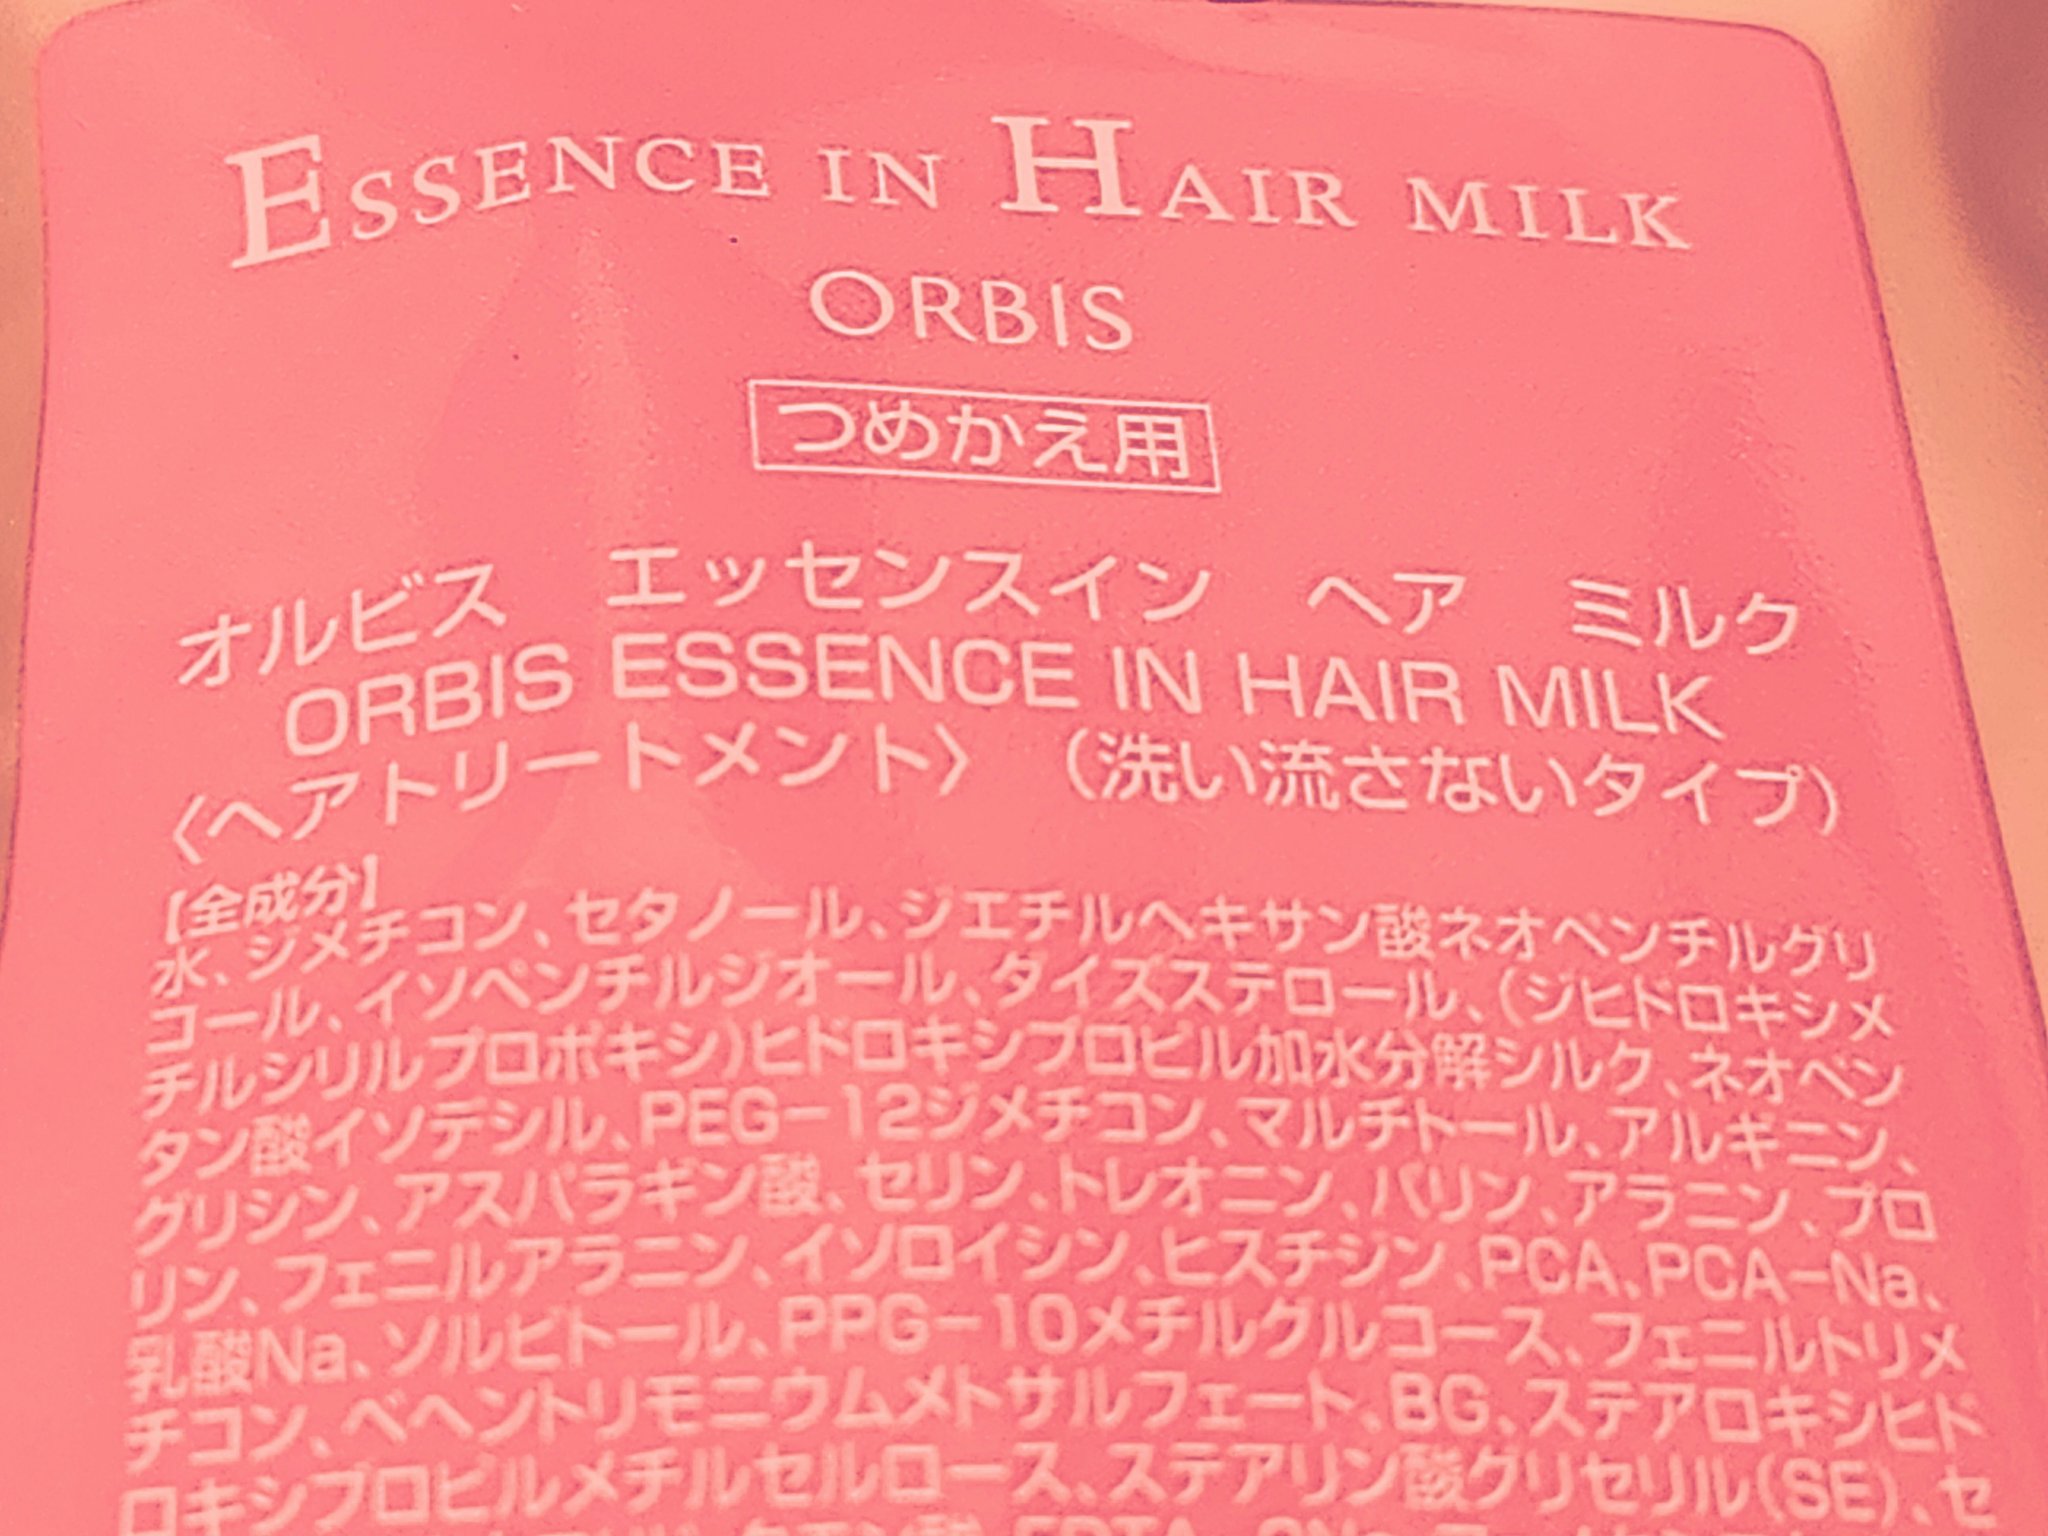 ESSENCE IN HAIR MILK
ORBIS
つめかえ用
オルビス　エッセンスイン　ヘア　ミルク
ORBIS ESSENCE IN HAIR MILK
〈ヘアトリートメント〉（洗い流さないタイプ）
【全成分】
水、ジメチコン、セタノール、ジエチルヘキサン酸ネオペンチルグリ
コール、イソペンチルジオール、ダイズステロール、（ジヒドロキシメ
チルシリルプロポキシ）ヒドロキシプロピル加水分解シルク、ネオペン
タン酸イソデシル、PEG－12ジメチコン、マルチトール、アルギニン、
グリシン、アスパラギン酸、セリン、トレオニン、バリン、アラニン、プロ
リン、フェニルアラニン、イソロイシン、ヒスチジン、PCA、PCA－Na、
乳酸Na、ソルビトール、PPG－10メチルグルコース、フェニルトリメ
チコン、ベヘントリモニウムメトサルフェート、BG、ステアロキシヒド
ロキシプロピルメチルセルロース、ステアリン酸グリセリル（SE）、セ